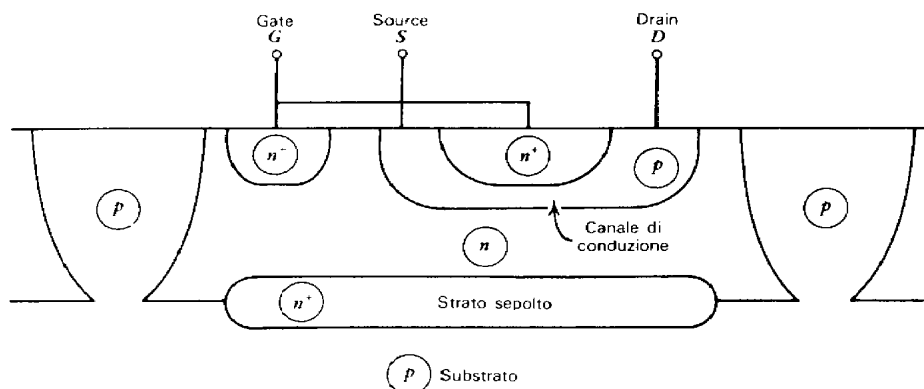 Gate
G
Source
S
Drain
D
n⁺
n⁺
p
p
p
Canale di
conduzione
n
n⁺
Strato sepolto
p Substrato